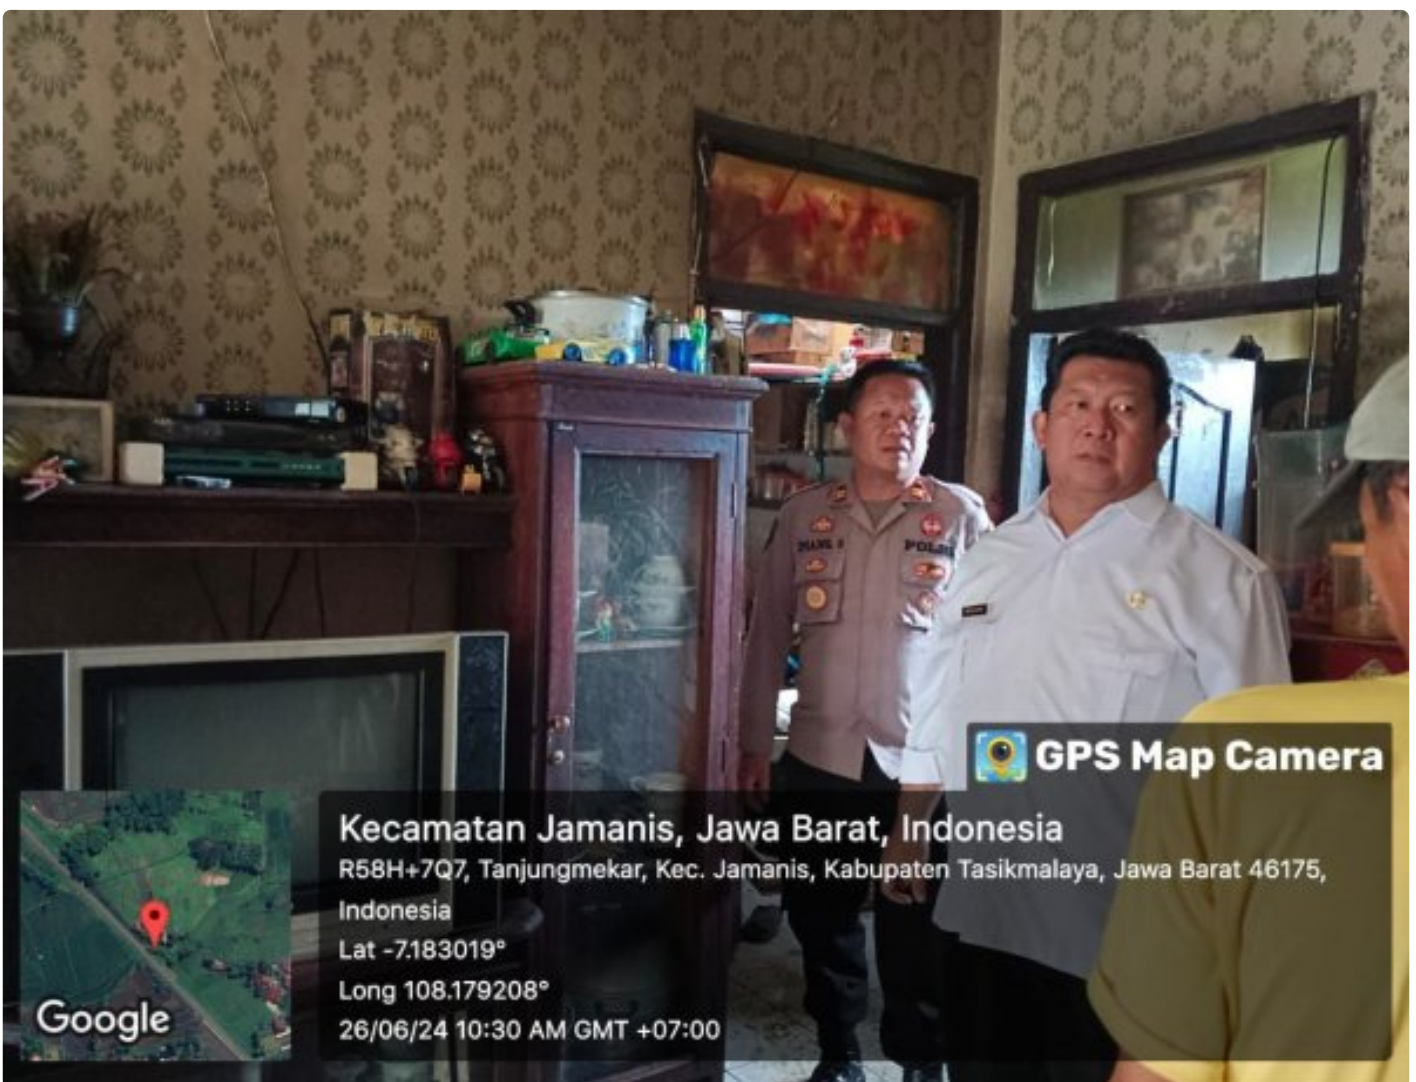 POLRI
GPS Map Camera
Kecamatan Jamanis, Jawa Barat, Indonesia
R58H+7Q7, Tanjungmekar, Kec. Jamanis, Kabupaten Tasikmalaya, Jawa Barat 46175,
Indonesia
Lat -7.183019°
Long 108.179208°
26/06/24 10:30 AM GMT +07:00
Google